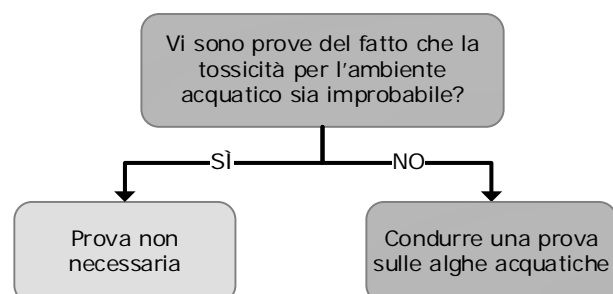 Vi sono prove del fatto che la
tossicità per l'ambiente
acquatico sia improbabile?
SÌ
NO
Prova non
necessaria
Condurre una prova
sulle alghe acquatiche